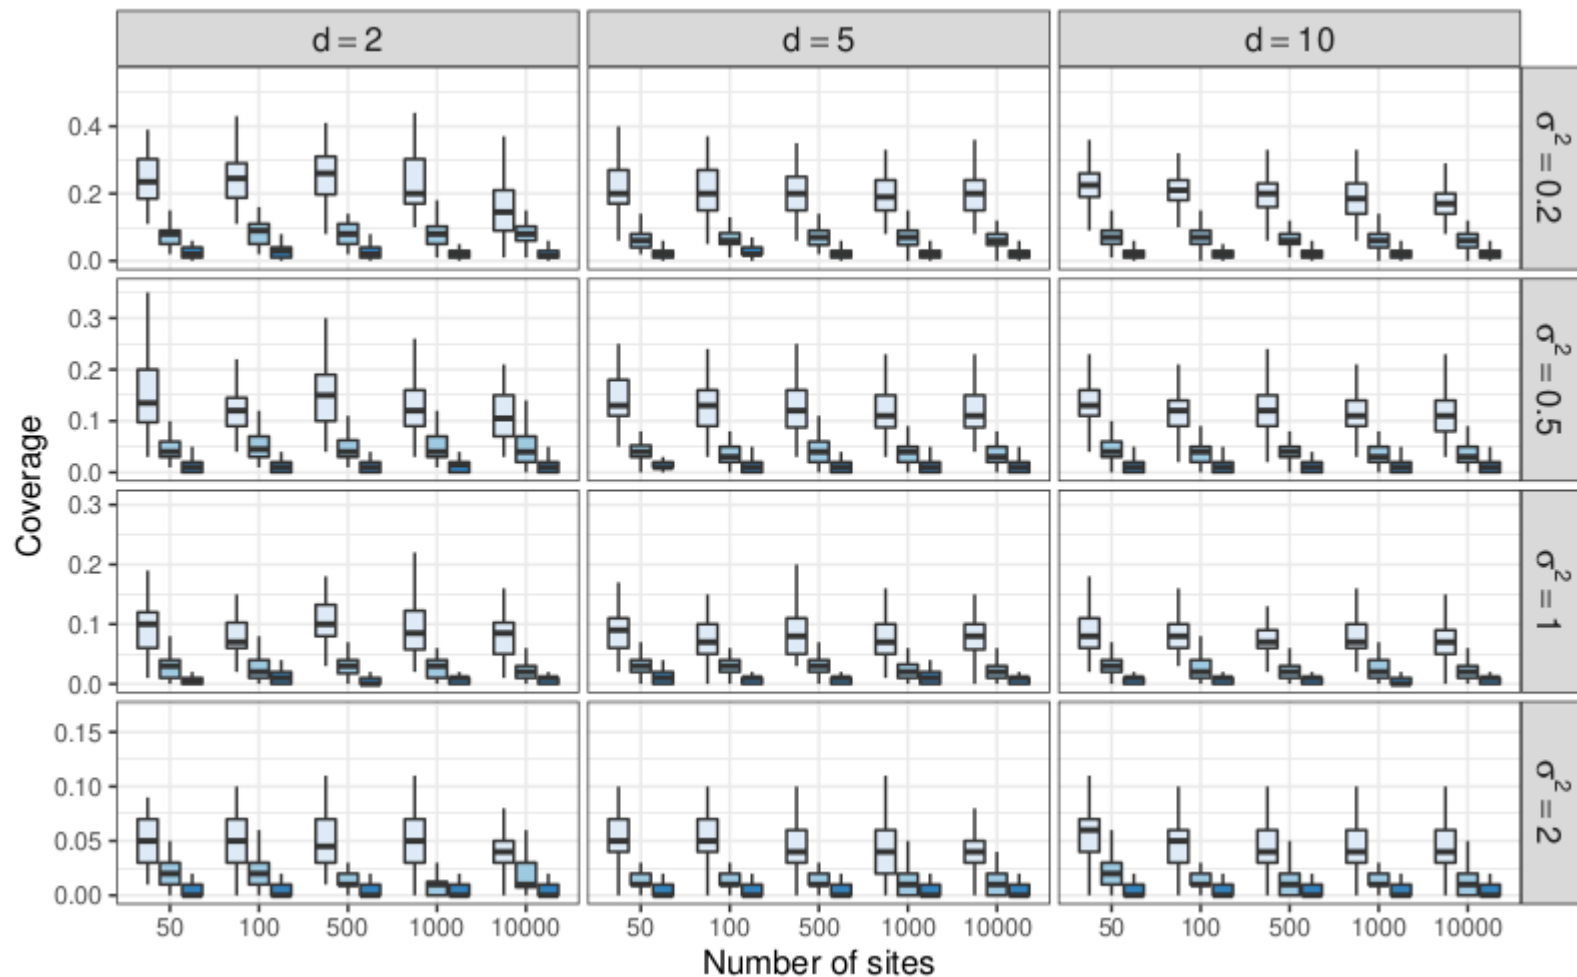 d = 2
d = 5
d = 10
0.4
0.2
0.0
σ² = 0.2
0.3
0.2
0.1
0.0
σ² = 0.5
Coverage
0.3
0.2
0.1
0.0
σ² = 1
0.15
0.10
0.05
0.00
σ² = 2
50 100 500 1000 10000
50 100 500 1000 10000
50 100 500 1000 10000
Number of sites